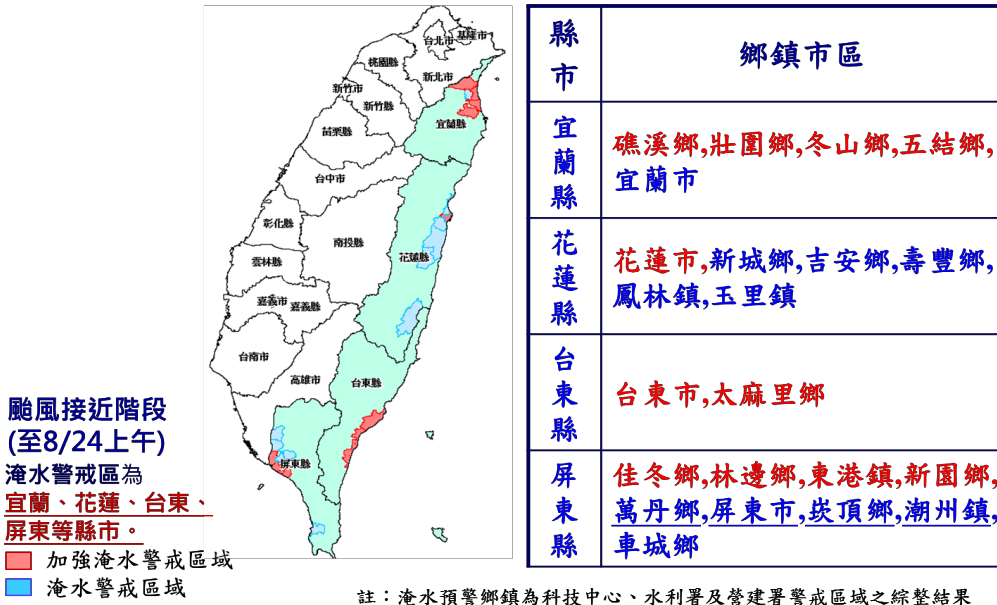 台北市
基隆市
桃園縣
新北市
新竹市
新竹縣
宜蘭縣
苗栗縣
台中市
彰化縣
南投縣
花蓮縣
雲林縣
嘉義市
嘉義縣
台南市
高雄市
台東縣
屏東縣
颱風接近階段
(至8/24上午)
淹水警戒區為
宜蘭、花蓮、台東、
屏東等縣市。
加強淹水警戒區域
淹水警戒區域
縣市
鄉鎮市區
宜蘭縣
礁溪鄉,壯圍鄉,冬山鄉,五結鄉,
宜蘭市
花蓮縣
花蓮市,新城鄉,吉安鄉,壽豐鄉,
鳳林鎮,玉里鎮
台東縣
台東市,太麻里鄉
屏東縣
佳冬鄉,林邊鄉,東港鎮,新園鄉,
萬丹鄉,屏東市,崁頂鄉,潮州鎮,
車城鄉
註：淹水預警鄉鎮為科技中心、水利署及營建署警戒區域之綜整結果